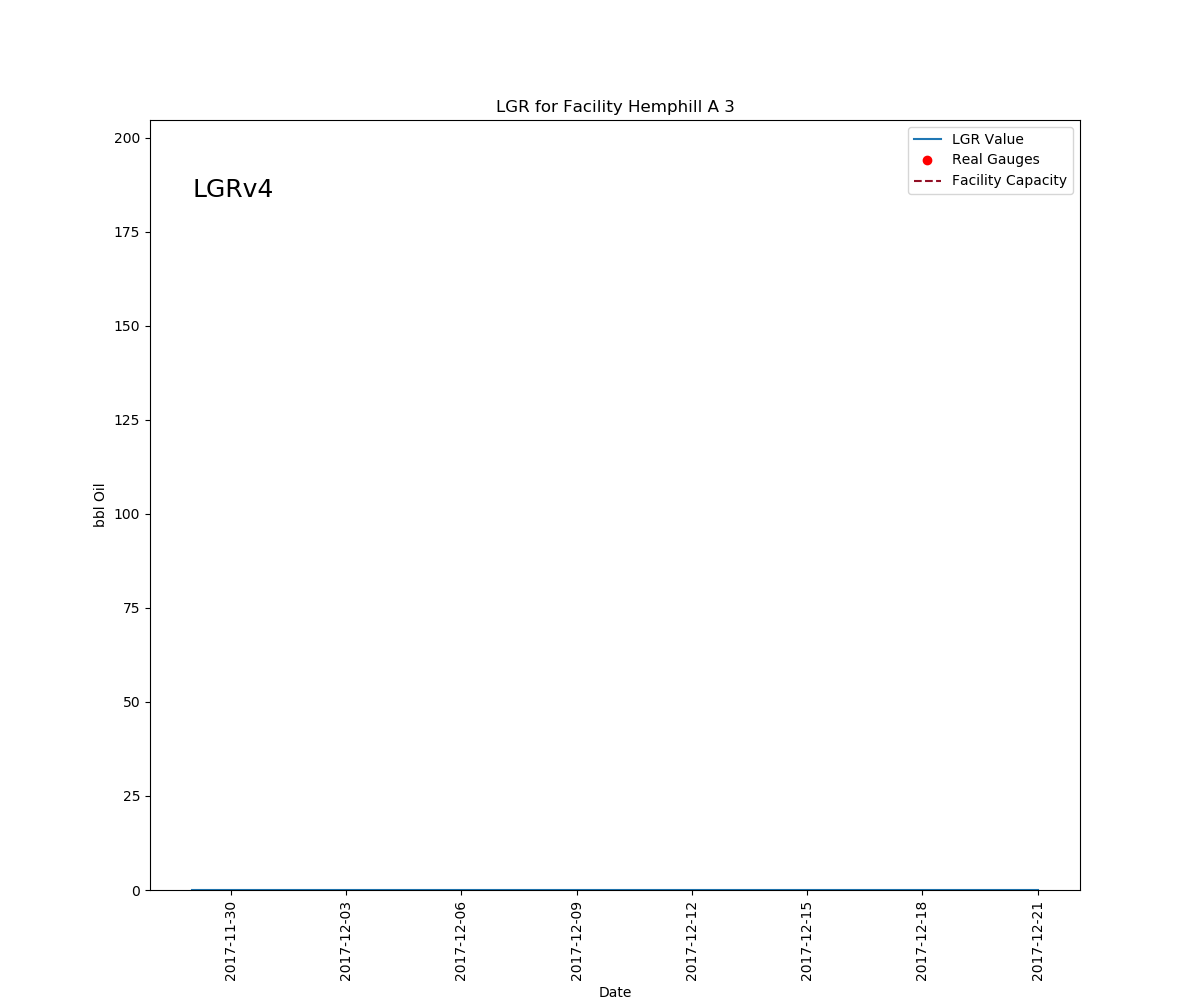 LGR for Facility Hemphill A 3
LGR Value
Real Gauges
Facility Capacity
LGRv4
200
175
150
125
100
75
50
25
0
bbl Oil
2017-11-30
2017-12-03
2017-12-06
2017-12-09
2017-12-12
2017-12-15
2017-12-18
2017-12-21
Date